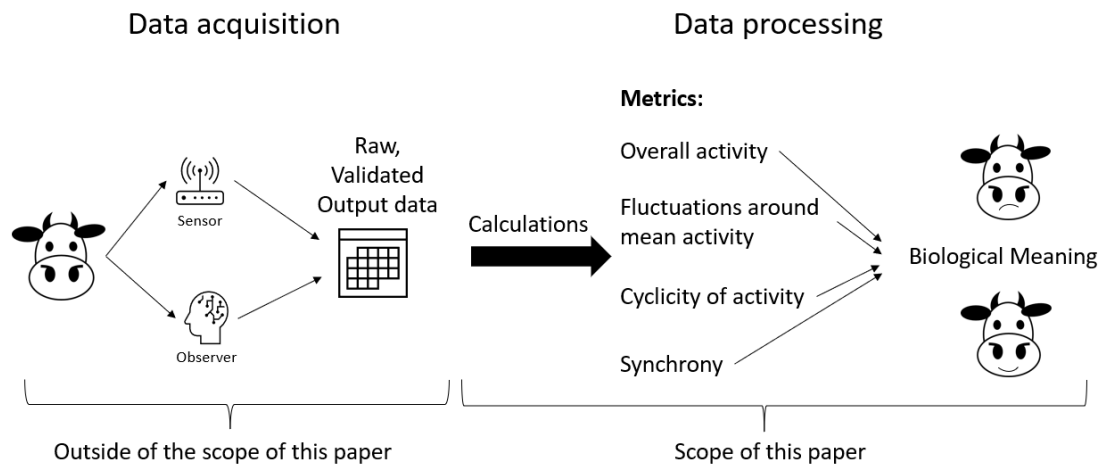 Data acquisition
Data processing
Metrics:
Overall activity
Fluctuations around
mean activity
Cyclicity of activity
Synchrony
Raw,
Validated
Output data
Sensor
Observer
Calculations
Biological Meaning
Outside of the scope of this paper
Scope of this paper